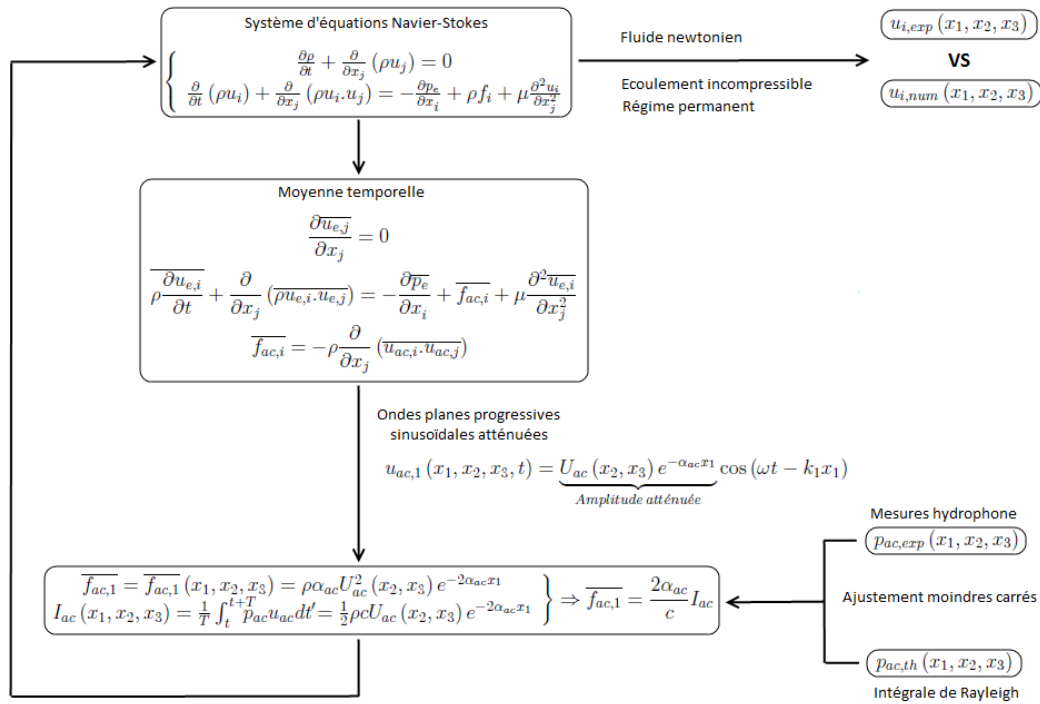 Système d'équations Navier-Stokes
∂ρ/∂t + ∂/∂x_j (ρu_j) = 0
∂/∂t (ρu_i) + ∂/∂x_j (ρu_i.u_j) = −∂p_e/∂x_i + ρf_i + μ ∂²u_i/∂x_j²
Fluide newtonien
Ecoulement incompressible
Régime permanent
u_{i,exp} (x_1, x_2, x_3)
VS
u_{i,num} (x_1, x_2, x_3)
Moyenne temporelle
∂\overline{u_{e,j}}/∂x_j = 0
ρ \overline{∂u_{e,i}/∂t} + ∂/∂x_j (\overline{ρu_{e,i}.u_{e,j}}) = −∂\overline{p_e}/∂x_i + \overline{f_{ac,i}} + μ ∂²\overline{u_{e,i}}/∂x_j²
\overline{f_{ac,i}} = −ρ ∂/∂x_j (\overline{u_{ac,i}.u_{ac,j}})
Ondes planes progressives
sinusoïdales atténuées
u_{ac,1} (x_1, x_2, x_3, t) = U_{ac} (x_2, x_3) e^{−α_{ac}x_1} cos (ωt − k_1x_1)
Amplitude atténuée
Mesures hydrophone
p_{ac,exp} (x_1, x_2, x_3)
Ajustement moindres carrés
p_{ac,th} (x_1, x_2, x_3)
Intégrale de Rayleigh
\overline{f_{ac,1}} = \overline{f_{ac,1}} (x_1, x_2, x_3) = ρα_{ac}U²_{ac} (x_2, x_3) e^{−2α_{ac}x_1}
I_{ac} (x_1, x_2, x_3) = 1/T ∫_t^{t+T} p_{ac}u_{ac}dt' = ½ρcU_{ac} (x_2, x_3) e^{−2α_{ac}x_1}
⇒ \overline{f_{ac,1}} = 2α_{ac}/c I_{ac}